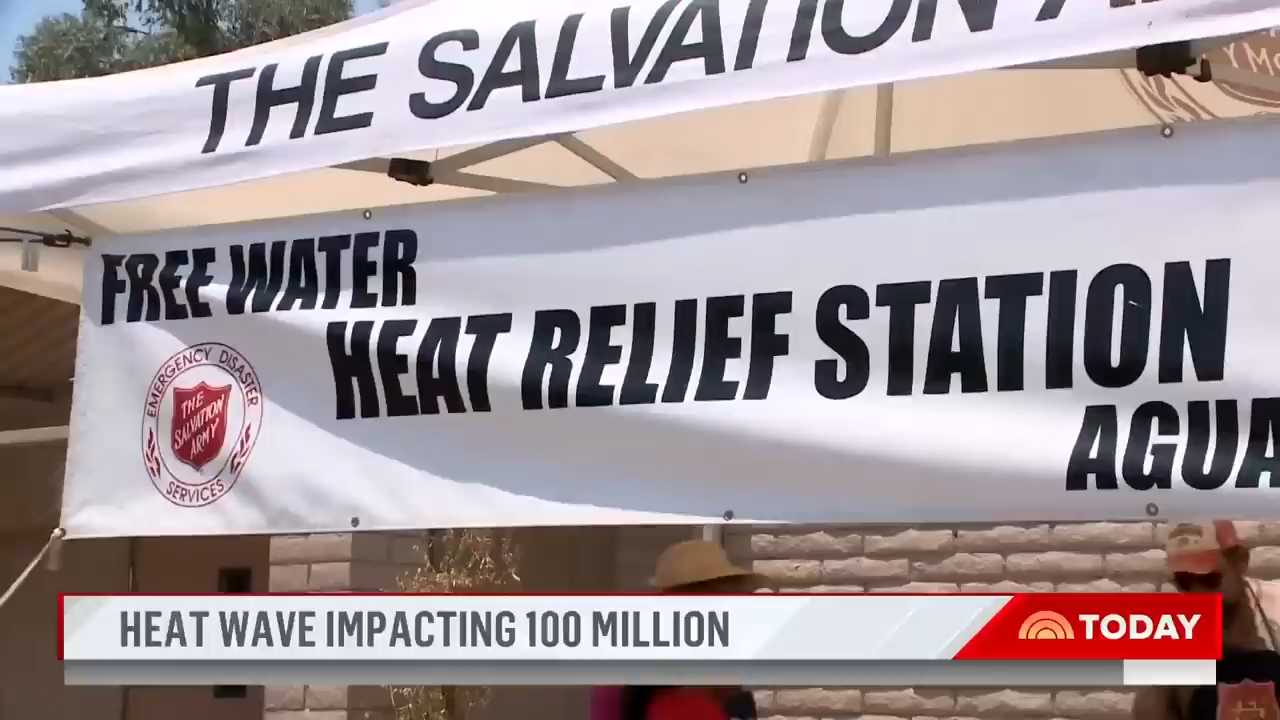 THE SALVATION
FREE WATER
HEAT RELIEF STATION
AGUA
EMERGENCY DISASTER
THE
SALVATION
ARMY
SERVICES
HEAT WAVE IMPACTING 100 MILLION
TODAY